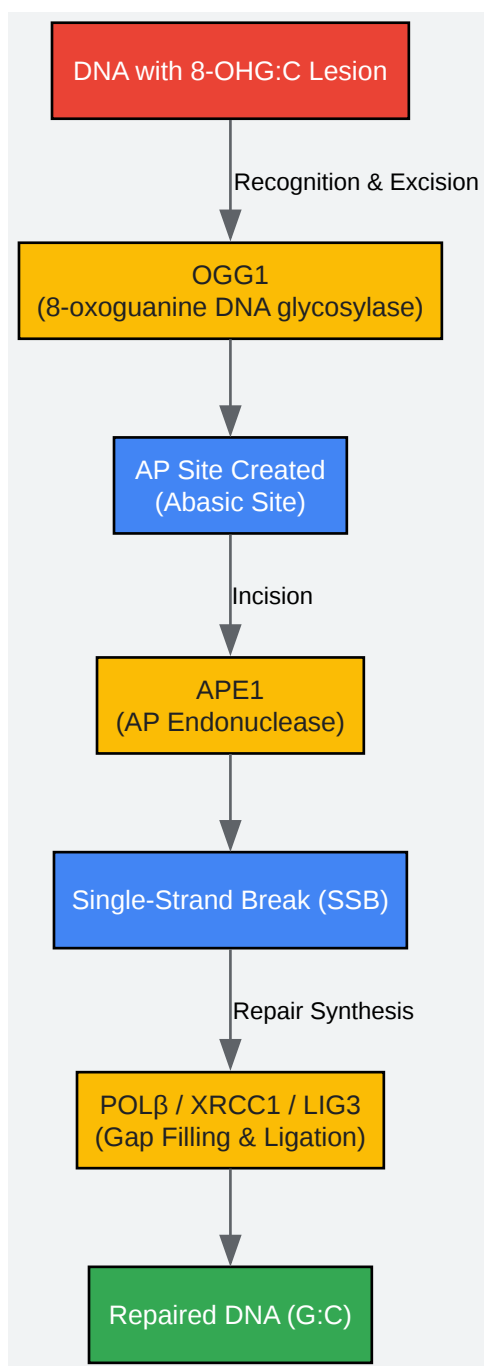 DNA with 8-OHG:C Lesion
Recognition & Excision
OGG1
(8-oxoguanine DNA glycosylase)
AP Site Created
(Abasic Site)
Incision
APE1
(AP Endonuclease)
Single-Strand Break (SSB)
Repair Synthesis
POLβ / XRCC1 / LIG3
(Gap Filling & Ligation)
Repaired DNA (G:C)